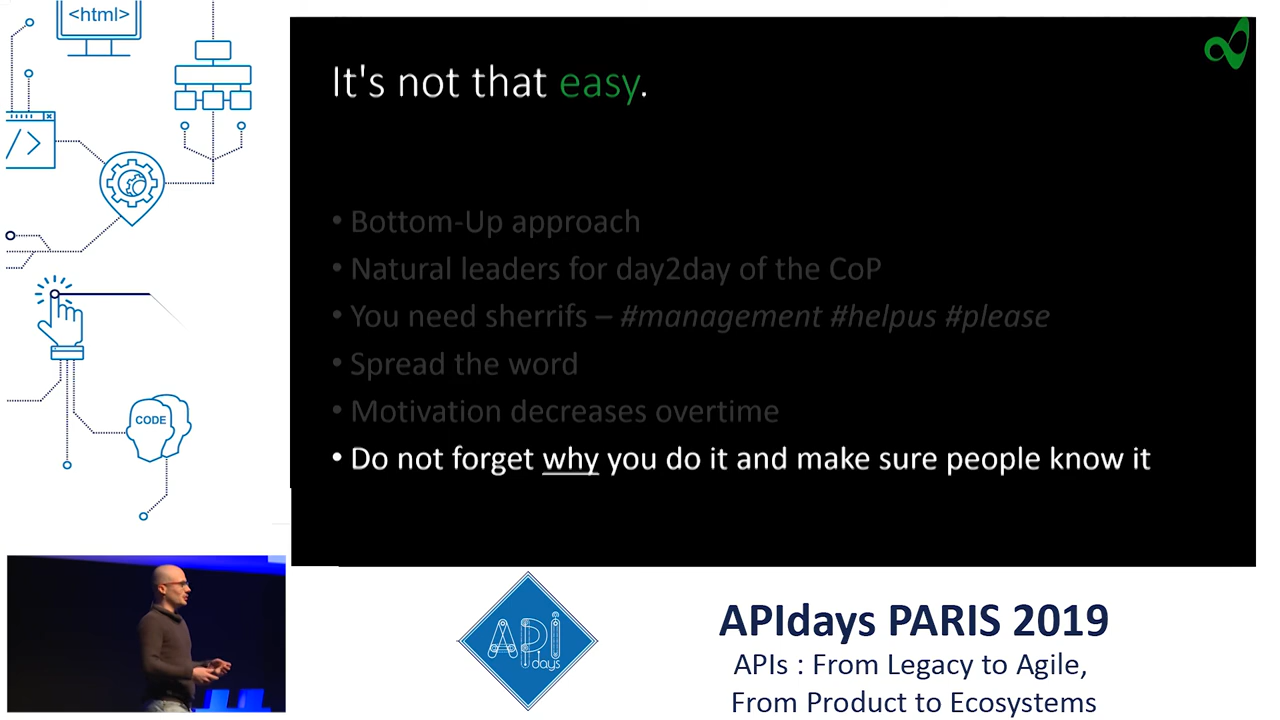 <html>
</>
CODE
It's not that easy.
• Bottom-Up approach
• Natural leaders for day2day of the CoP
• You need sherrifs – #management #helpus #please
• Spread the word
• Motivation decreases overtime
• Do not forget why you do it and make sure people know it
API
days
APIdays PARIS 2019
APIs : From Legacy to Agile,
From Product to Ecosystems